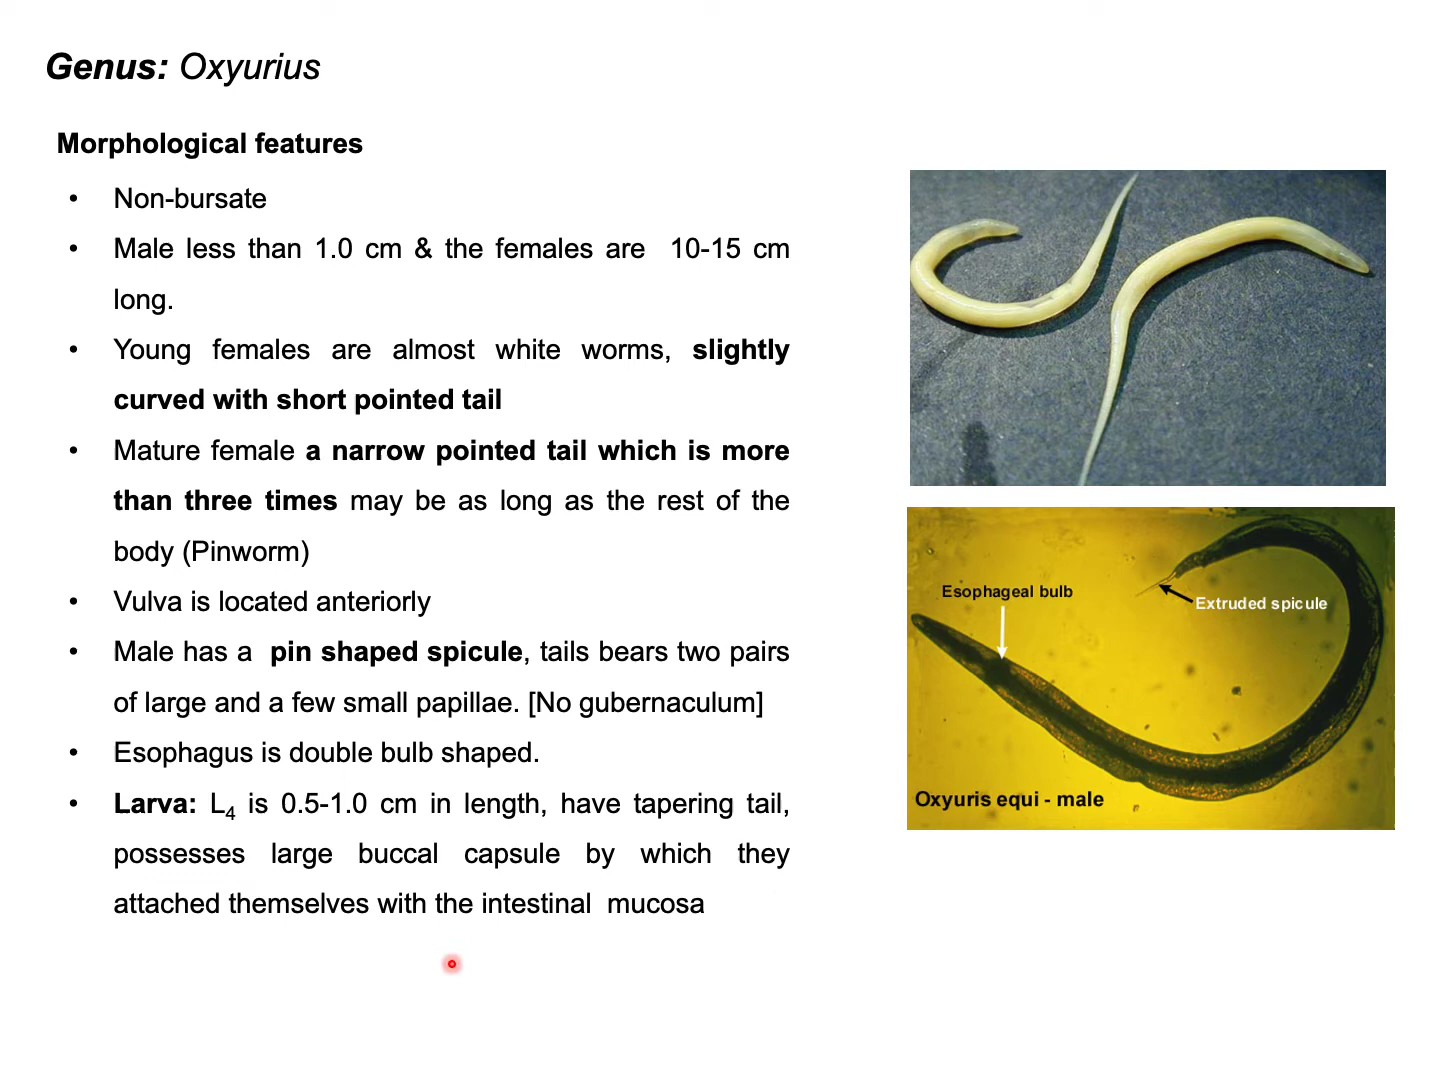 Genus: Oxyurius
Morphological features
• Non-bursate
• Male less than 1.0 cm & the females are 10-15 cm
long.
• Young females are almost white worms, slightly
curved with short pointed tail
• Mature female a narrow pointed tail which is more
than three times may be as long as the rest of the
body (Pinworm)
• Vulva is located anteriorly
• Male has a pin shaped spicule, tails bears two pairs
of large and a few small papillae. [No gubernaculum]
• Esophagus is double bulb shaped.
• Larva: L4 is 0.5-1.0 cm in length, have tapering tail,
possesses large buccal capsule by which they
attached themselves with the intestinal mucosa
Esophageal bulb
Extruded spicule
Oxyuris equi - male